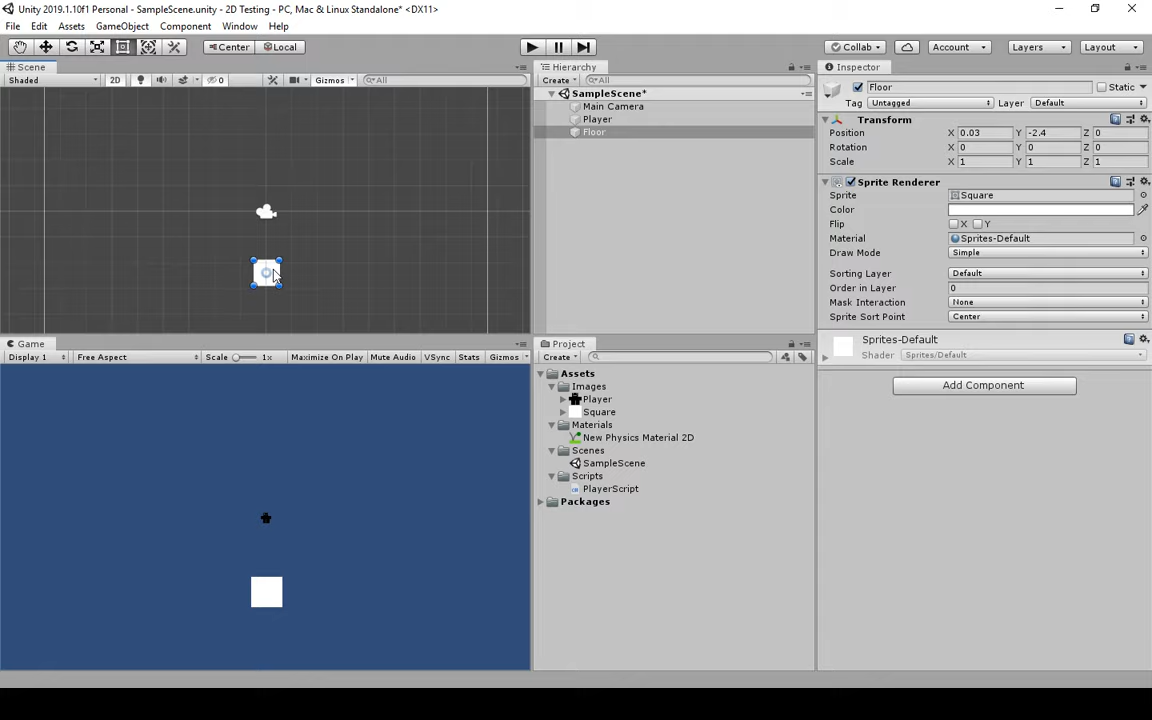 Unity 2019.1.10f1 Personal - SampleScene.unity - 2D Testing - PC, Mac & Linux Standalone* <DX11>
File Edit Assets GameObject Component Window Help
Center Local Collab Account Layers Layout
Scene
Shaded 2D 0 Gizmos All
Hierarchy
Create All
SampleScene*
Main Camera
Player
Floor
Inspector
Floor Static
Tag Untagged Layer Default
Transform
Position X 0.03 Y -2.4 Z 0
Rotation X 0 Y 0 Z 0
Scale X 1 Y 1 Z 1
Sprite Renderer
Sprite Square
Color
Flip X Y
Material Sprites-Default
Draw Mode Simple
Sorting Layer Default
Order in Layer 0
Mask Interaction None
Sprite Sort Point Center
Sprites-Default
Shader Sprites/Default
Add Component
Game
Display 1 Free Aspect Scale 1x Maximize On Play Mute Audio VSync Stats Gizmos
Project
Create
Assets
Images
Player
Square
Materials
New Physics Material 2D
Scenes
SampleScene
Scripts
PlayerScript
Packages